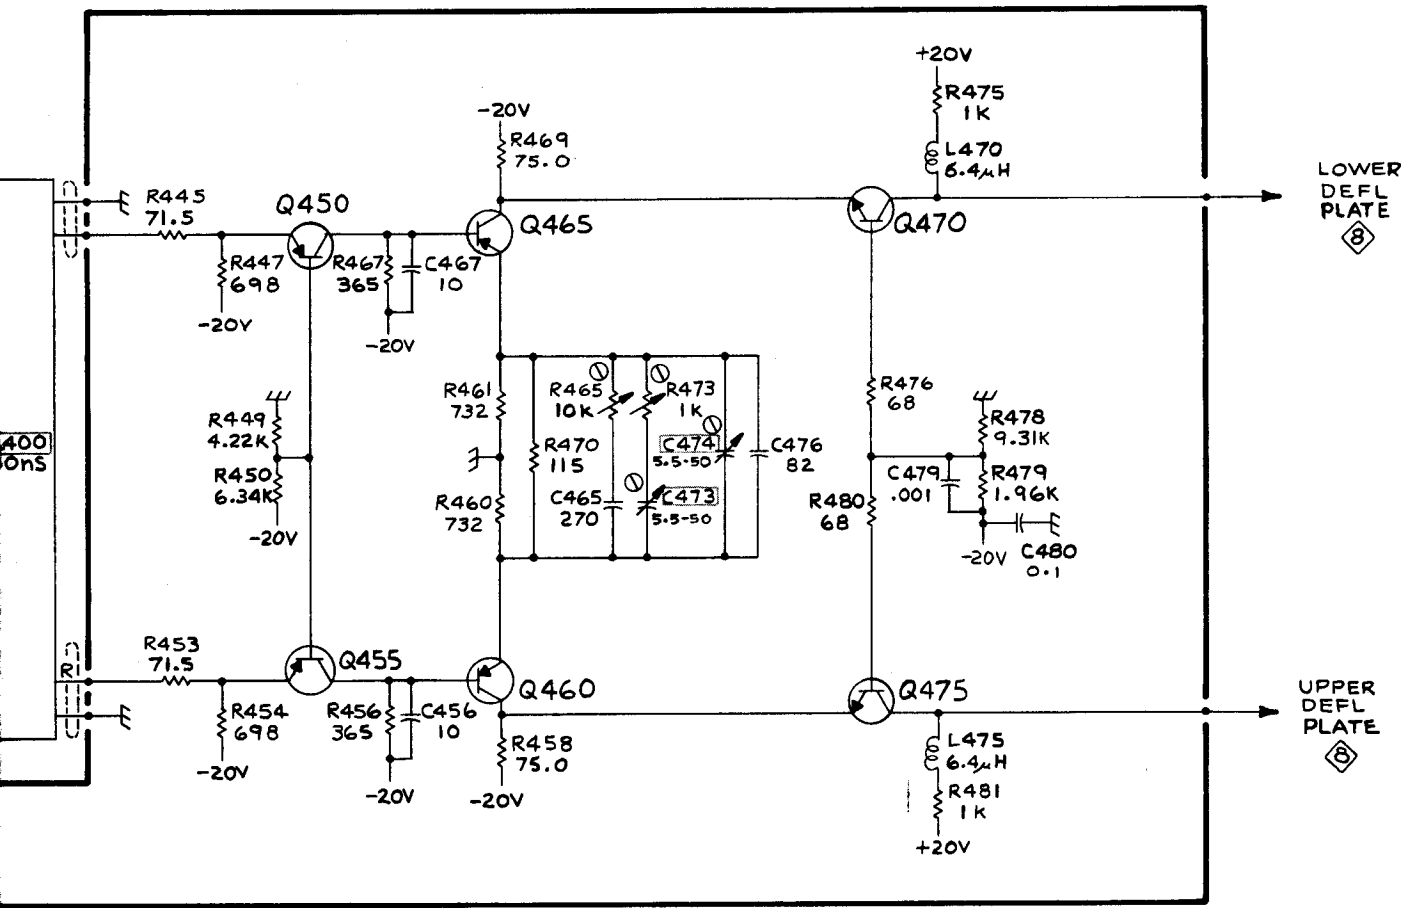 +20V
R475
1K
L470
6.4µH
-20V
R469
75.0
LOWER
DEFL
PLATE
8
R445
71.5
Q450
Q465
Q470
R447
698
-20V
R467
365
C467
10
-20V
R461
732
R465
10K
R473
1K
R476
68
R449
4.22K
R450
6.34K
-20V
R470
115
C474
5.5-50
C476
82
R478
9.31K
C479
.001
R479
1.96K
400
0nS
R460
732
C465
270
C473
5.5-50
R480
68
-20V
C480
0.1
R453
71.5
R
Q455
Q460
Q475
R454
698
-20V
R456
365
C456
10
-20V
R458
75.0
-20V
L475
6.4µH
R481
1K
+20V
UPPER
DEFL
PLATE
8